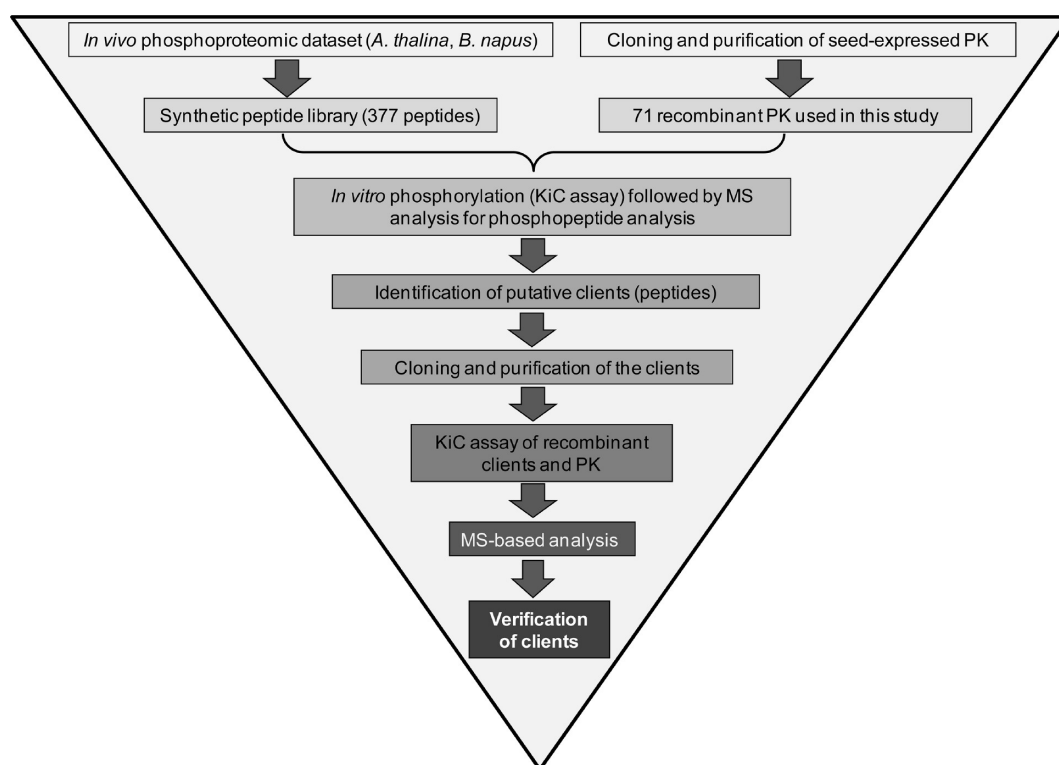 In vivo phosphoproteomic dataset (A. thalina, B. napus)
Cloning and purification of seed-expressed PK
Synthetic peptide library (377 peptides)
71 recombinant PK used in this study
In vitro phosphorylation (KiC assay) followed by MS
analysis for phosphopeptide analysis
Identification of putative clients (peptides)
Cloning and purification of the clients
KiC assay of recombinant
clients and PK
MS-based analysis
Verification
of clients